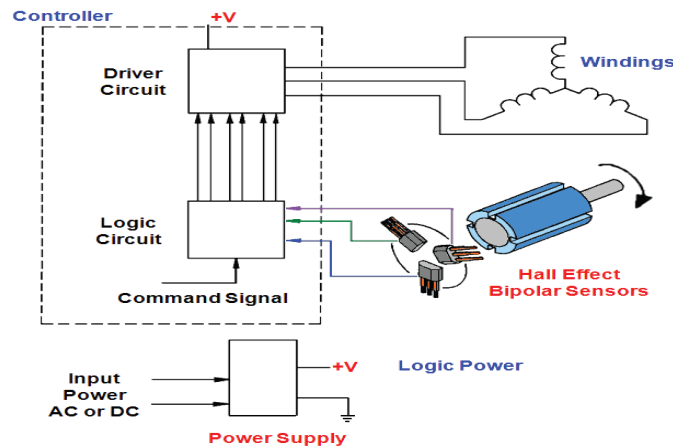 Controller
+V
Driver
Circuit
Windings
Logic
Circuit
Command Signal
Hall Effect
Bipolar Sensors
Input
Power
AC or DC
+V
Logic Power
Power Supply